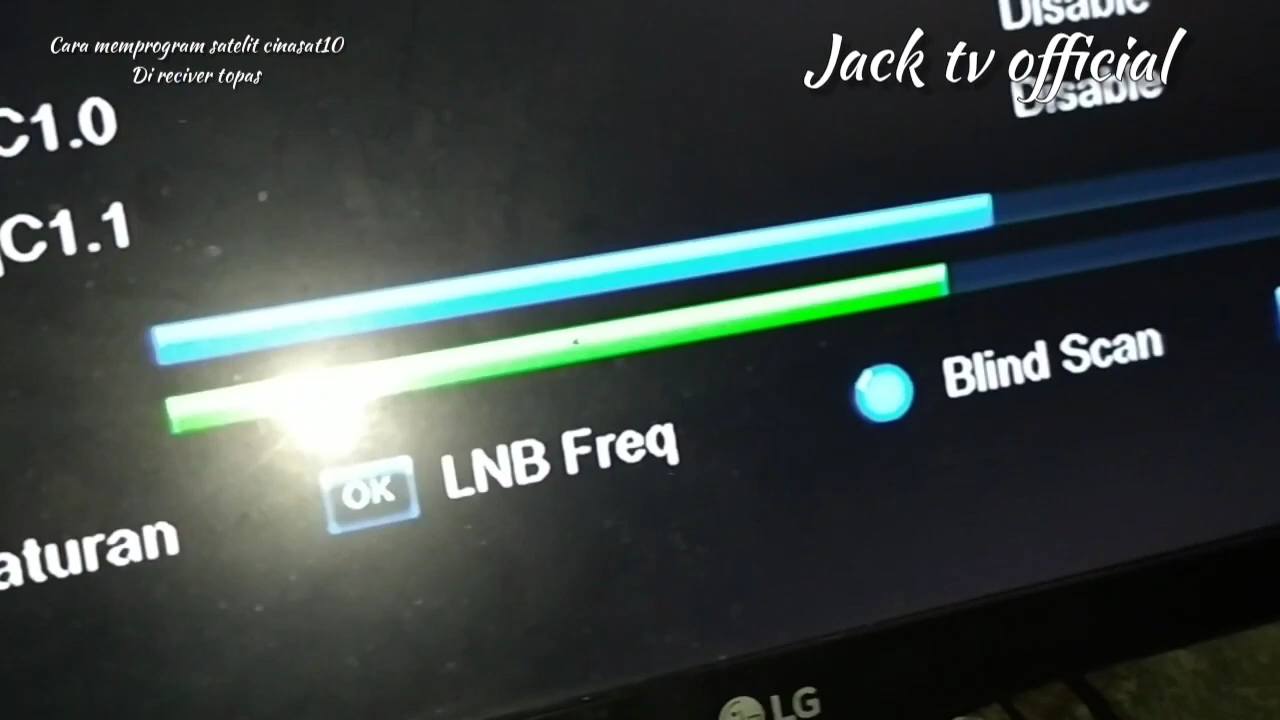 Cara memprogram satelit cinasat10
Di reciver topas
Jack tv official
Disable
C1.0
Disable
qC1.1
Blind Scan
OK LNB Freq
aturan
LG